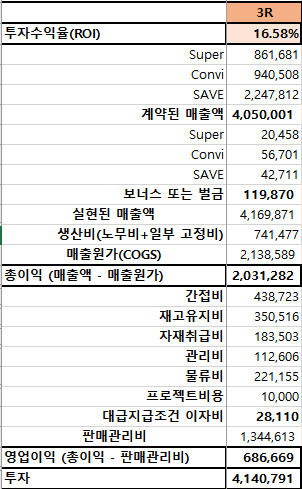 3R
투자수익율(ROI) 16.58%
Super 861,681
Convi 940,508
SAVE 2,247,812
계약된 매출액 4,050,001
Super 20,458
Convi 56,701
SAVE 42,711
보너스 또는 벌금 119,870
실현된 매출액 4,169,871
생산비(노무비+일부 고정비) 741,477
매출원가(COGS) 2,138,589
총이익 (매출액 - 매출원가) 2,031,282
간접비 438,723
재고유지비 350,516
자재취급비 183,503
관리비 112,606
물류비 221,155
프로젝트비용 10,000
대급지급조건 이자비 28,110
판매관리비 1,344,613
영업이익 (총이익 - 판매관리비) 686,669
투자 4,140,791